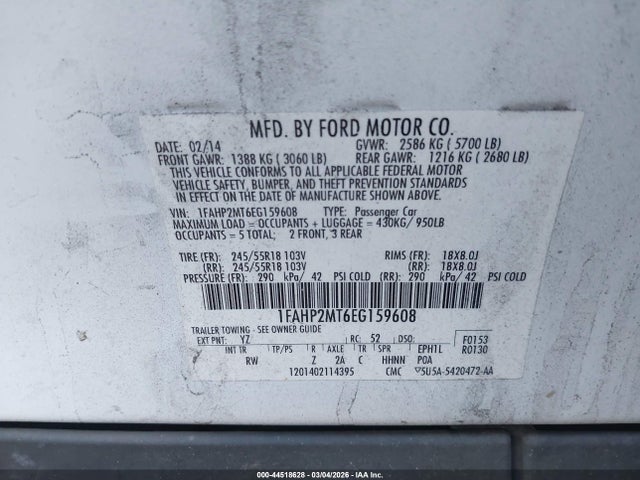 MFD. BY FORD MOTOR CO.
DATE: 02/14 GVWR: 2586 KG ( 5700 LB)
FRONT GAWR: 1388 KG ( 3060 LB) REAR GAWR: 1216 KG ( 2680 LB)
THIS VEHICLE CONFORMS TO ALL APPLICABLE FEDERAL MOTOR
VEHICLE SAFETY, BUMPER, AND THEFT PREVENTION STANDARDS
IN EFFECT ON THE DATE OF MANUFACTURE SHOWN ABOVE.
VIN: 1FAHP2MT6EG159608 TYPE: Passenger Car
MAXIMUM LOAD = OCCUPANTS + LUGGAGE = 430KG/ 950LB
OCCUPANTS = 5 TOTAL; 2 FRONT, 3 REAR
TIRE (FR): 245/55R18 103V RIMS (FR): 18X8.0J
(RR): 245/55R18 103V (RR): 18X8.0J
PRESSURE (FR): 290 kPa/ 42 PSI COLD (RR): 290 kPa/ 42 PSI COLD
1FAHP2MT6EG159608
TRAILER TOWING - SEE OWNER GUIDE
EXT PNT: YZ RC: 52 DSO: F0153
INT TR TP/PS R AXLE TR SPR EPH1L R0130
RW Z 2A C HHNN POA
1201402114395 CMC 5U5A-5420472-AA
000-44518628 - 03/04/2026 - IAAI.com